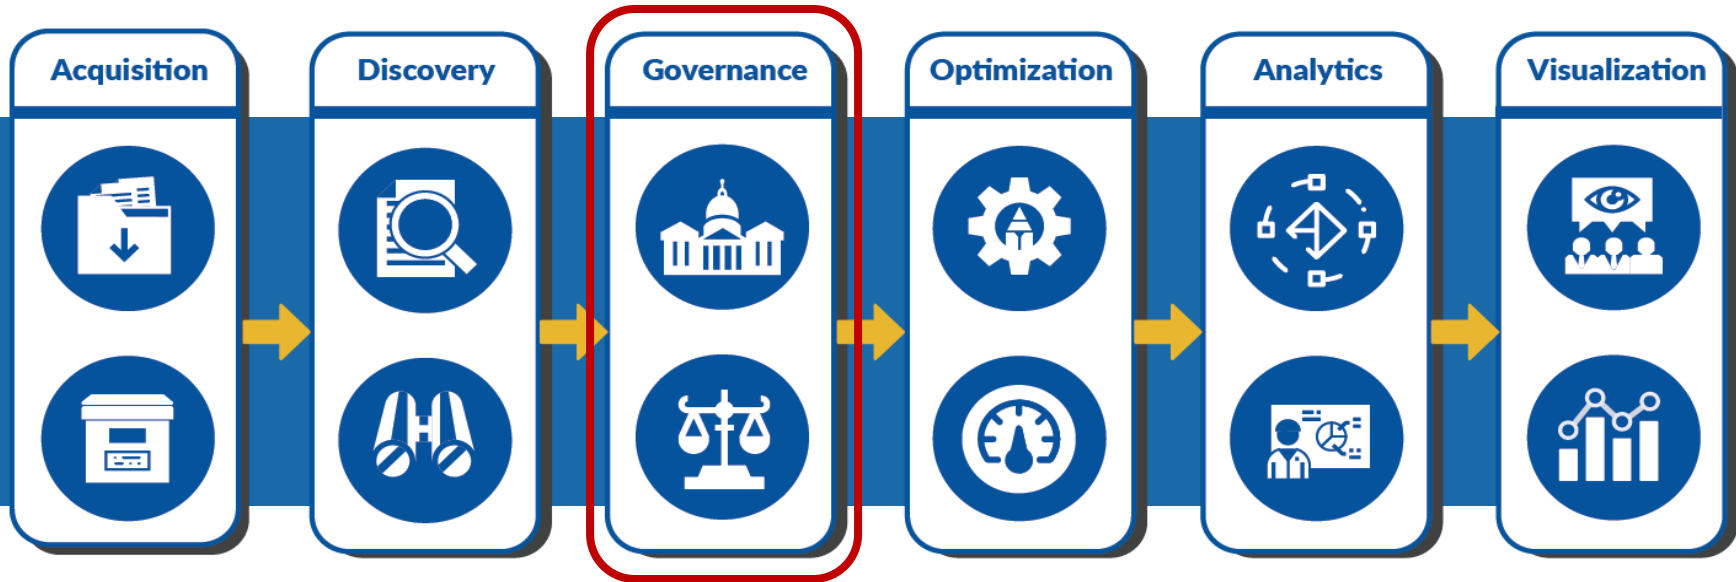 Acquisition
Discovery
Governance
Optimization
Analytics
Visualization